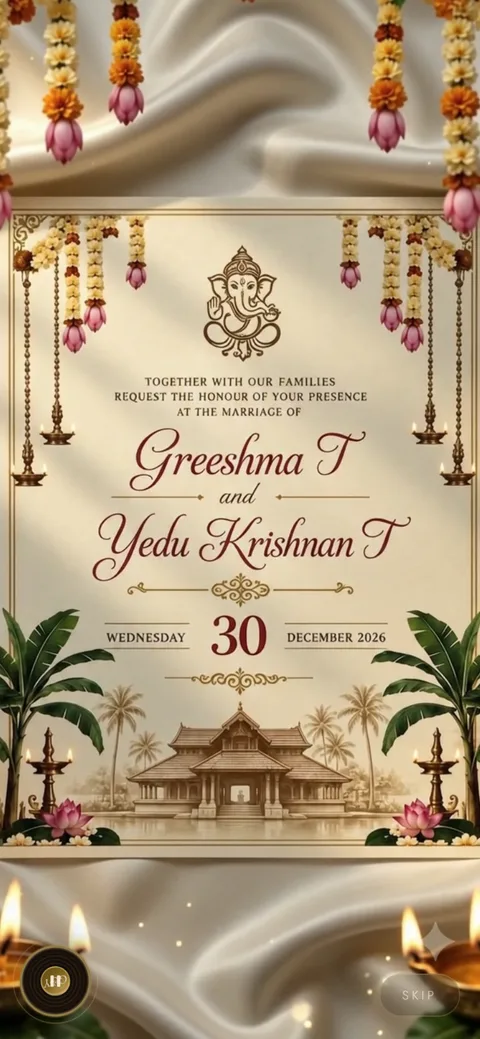 TOGETHER WITH OUR FAMILIES
REQUEST THE HONOUR OF YOUR PRESENCE
AT THE MARRIAGE OF
Greeshma T
and
Yedu Krishnan T
WEDNESDAY 30 DECEMBER 2026
SKIP